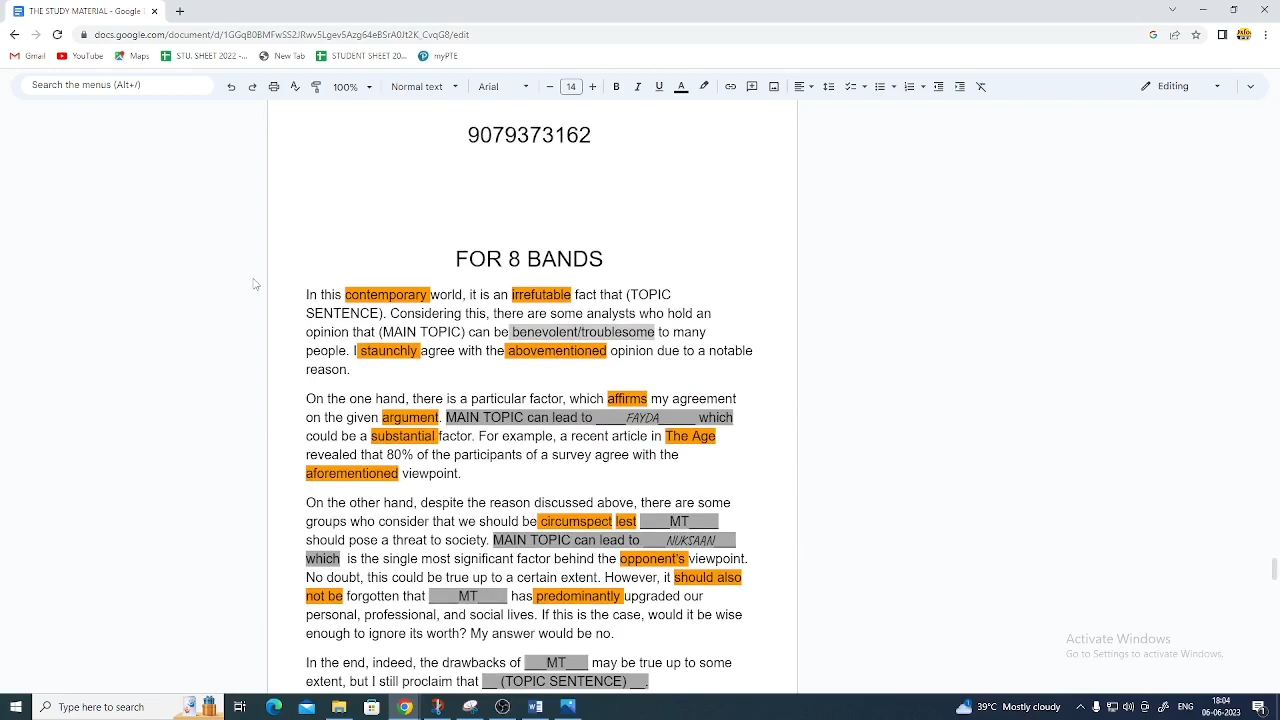 THE STUDY MATERIAL - Google D
docs.google.com/document/d/1GGqB0BMFwSS2JRwv5Lgev5Azg64eBSrA0Jt2K_CvqG8/edit
Gmail YouTube Maps STU. SHEET 2022 -... New Tab STUDENT SHEET 20... myPTE
Search the menus (Alt+/) 100% Normal text Arial 14 B I U A Editing
9079373162
FOR 8 BANDS
In this contemporary world, it is an irrefutable fact that (TOPIC
SENTENCE). Considering this, there are some analysts who hold an
opinion that (MAIN TOPIC) can be benevolent/troublesome to many
people. I staunchly agree with the abovementioned opinion due to a notable
reason.
On the one hand, there is a particular factor, which affirms my agreement
on the given argument. MAIN TOPIC can lead to ____FAYDA_____ which
could be a substantial factor. For example, a recent article in The Age
revealed that 80% of the participants of a survey agree with the
aforementioned viewpoint.
On the other hand, despite the reason discussed above, there are some
groups who consider that we should be circumspect lest ____MT____
should pose a threat to society. MAIN TOPIC can lead to ___NUKSAAN___
which is the single most significant factor behind the opponent's viewpoint.
No doubt, this could be true up to a certain extent. However, it should also
not be forgotten that ____MT____ has predominantly upgraded our
personal, professional, and social lives. If this is the case, would it be wise
enough to ignore its worth? My answer would be no.
In the end, indeed, the drawbacks of ___MT___ may be true up to some
extent, but I still proclaim that __ (TOPIC SENTENCE) __.
Activate Windows
Go to Settings to activate Windows.
Type here to search
39°C Mostly cloudy
ENG
18:04
06-06-2023